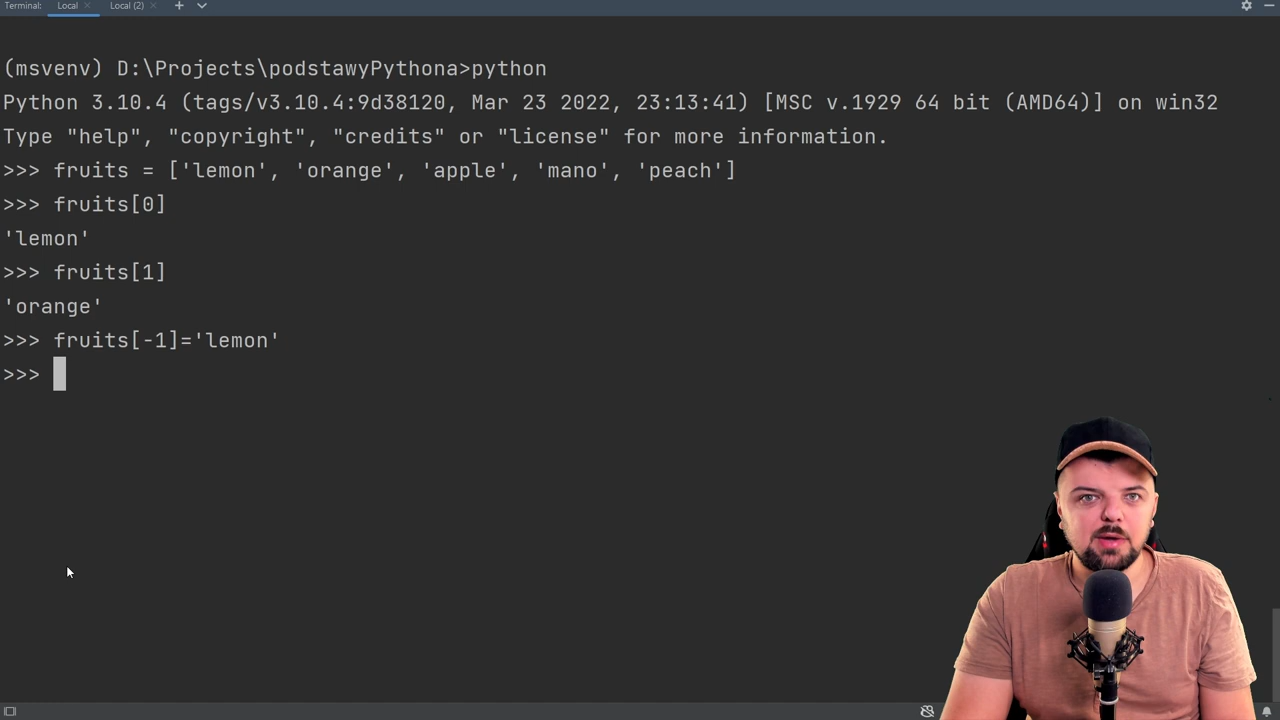 Terminal: Local Local (2)
(msvenv) D:\Projects\podstawyPythona>python
Python 3.10.4 (tags/v3.10.4:9d38120, Mar 23 2022, 23:13:41) [MSC v.1929 64 bit (AMD64)] on win32
Type "help", "copyright", "credits" or "license" for more information.
>>> fruits = ['lemon', 'orange', 'apple', 'mano', 'peach']
>>> fruits[0]
'lemon'
>>> fruits[1]
'orange'
>>> fruits[-1]='lemon'
>>>